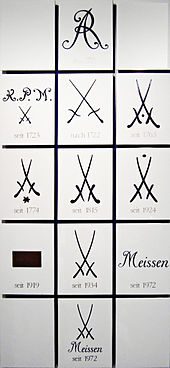 AR
K.P.M.
seit 1723
nach 1722
seit 1763
seit 1774
seit 1815
seit 1924
seit 1919
seit 1934
Meissen
seit 1972
Meissen
seit 1972